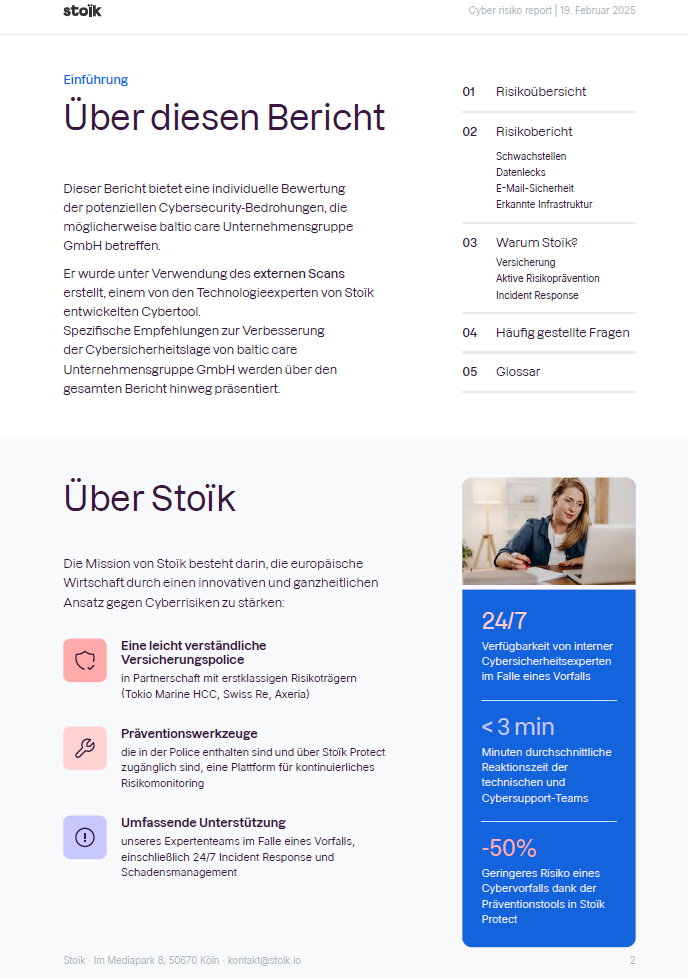 stoïk
Cyber risiko report | 19. Februar 2025
Einführung
Über diesen Bericht
Dieser Bericht bietet eine individuelle Bewertung
der potenziellen Cybersecurity-Bedrohungen, die
möglicherweise baltic care Unternehmensgruppe
GmbH betreffen.
Er wurde unter Verwendung des externen Scans
erstellt, einem von den Technologieexperten von Stoïk
entwickelten Cybertool.
Spezifische Empfehlungen zur Verbesserung
der Cybersicherheitslage von baltic care
Unternehmensgruppe GmbH werden über den
gesamten Bericht hinweg präsentiert.
01 Risikoübersicht
02 Risikobericht
Schwachstellen
Datenlecks
E-Mail-Sicherheit
Erkannte Infrastruktur
03 Warum Stoïk?
Versicherung
Aktive Risikoprävention
Incident Response
04 Häufig gestellte Fragen
05 Glossar
Über Stoïk
Die Mission von Stoïk besteht darin, die europäische
Wirtschaft durch einen innovativen und ganzheitlichen
Ansatz gegen Cyberrisiken zu stärken:
Eine leicht verständliche
Versicherungspolice
in Partnerschaft mit erstklassigen Risikoträgern
(Tokio Marine HCC, Swiss Re, Axeria)
Präventionswerkzeuge
die in der Police enthalten sind und über Stoïk Protect
zugänglich sind, eine Plattform für kontinuierliches
Risikomonitoring
Umfassende Unterstützung
unseres Expertenteams im Falle eines Vorfalls,
einschließlich 24/7 Incident Response und
Schadensmanagement
24/7
Verfügbarkeit von interner
Cybersicherheitsexperten
im Falle eines Vorfalls
< 3 min
Minuten durchschnittliche
Reaktionszeit der
technischen und
Cybersupport-Teams
-50%
Geringeres Risiko eines
Cybervorfalls dank der
Präventionstools in Stoïk
Protect
Stoïk · Im Mediapark 8, 50670 Köln · kontakt@stoik.io
2